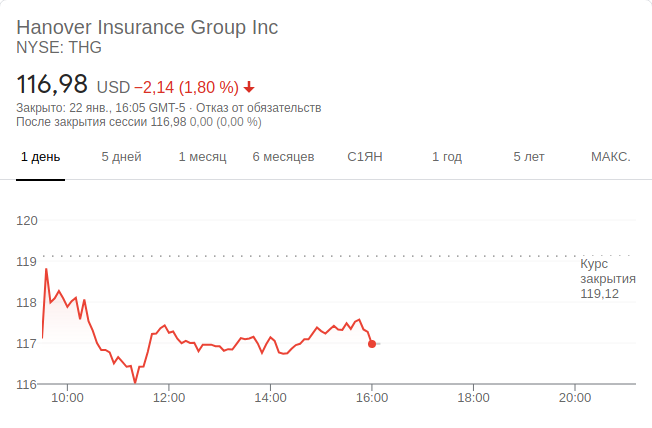 Hanover Insurance Group Inc
NYSE: THG
116,98 USD −2,14 (1,80 %)
Закрыто: 22 янв., 16:05 GMT-5 · Отказ от обязательств
После закрытия сессии 116,98 0,00 (0,00 %)
1 день 5 дней 1 месяц 6 месяцев С1ЯН 1 год 5 лет МАКС.
120
119
118
117
116
Курс
закрытия
119,12
10:00 12:00 14:00 16:00 18:00 20:00